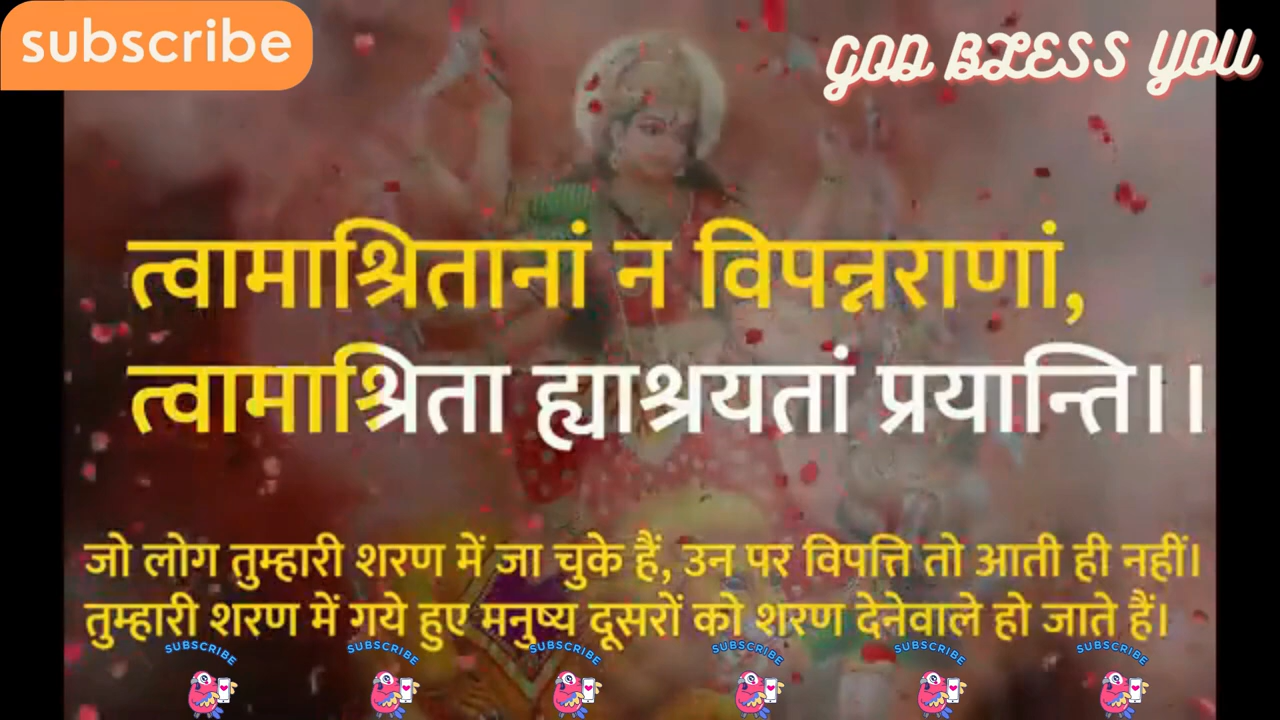 subscribe
GOD BLESS YOU
त्वामाश्रितानां न विपन्नराणां,
त्वामाश्रिता ह्याश्रयतां प्रयान्ति।।
जो लोग तुम्हारी शरण में जा चुके हैं, उन पर विपत्ति तो आती ही नहीं।
तुम्हारी शरण में गये हुए मनुष्य दूसरों को शरण देनेवाले हो जाते हैं।
SUBSCRIBE SUBSCRIBE SUBSCRIBE SUBSCRIBE SUBSCRIBE SUBSCRIBE